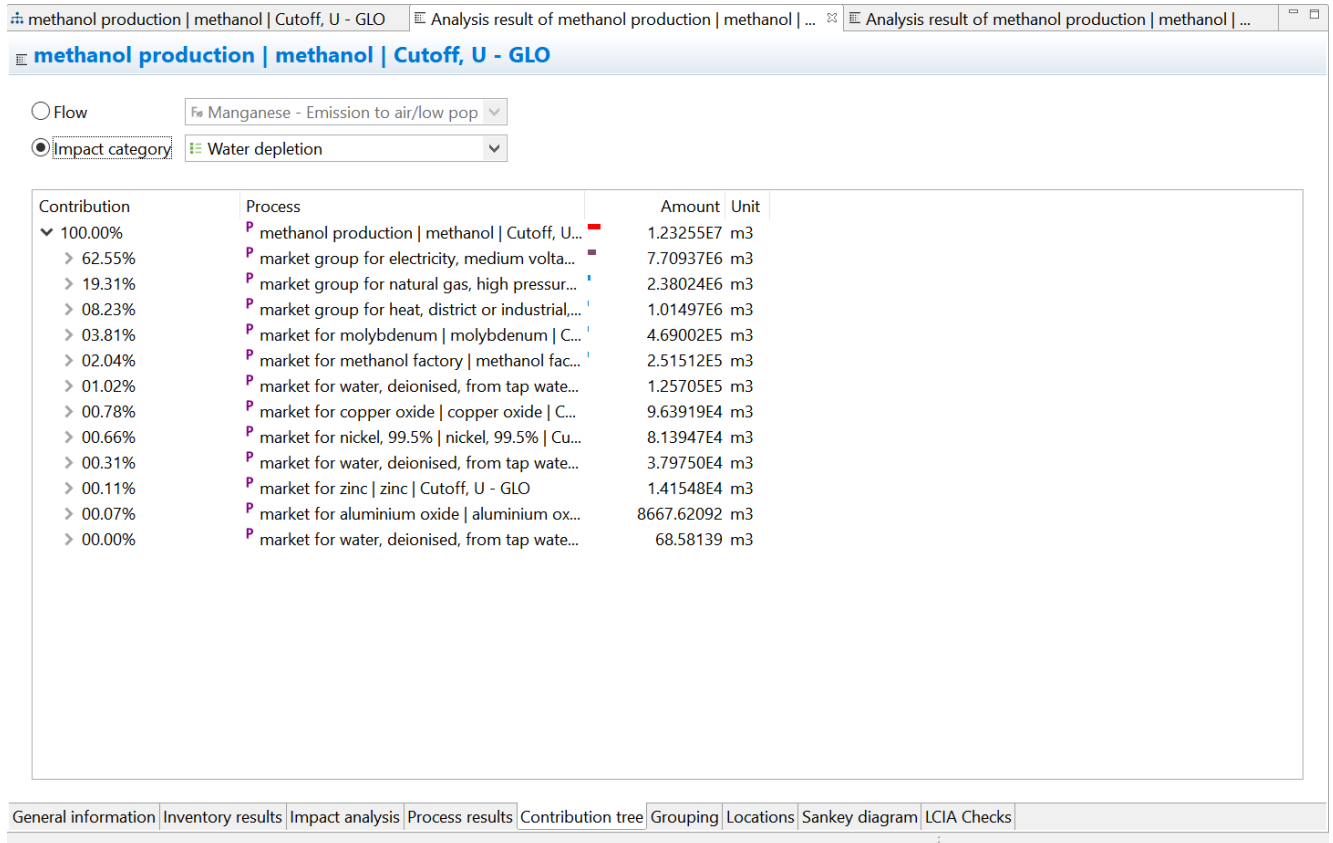 methanol production | methanol | Cutoff, U - GLO Analysis result of methanol production | methanol | ... Analysis result of methanol production | methanol | ...
methanol production | methanol | Cutoff, U - GLO
Flow Manganese - Emission to air/low pop
Impact category Water depletion
Contribution Process Amount Unit
100.00% P methanol production | methanol | Cutoff, U... 1.23255E7 m3
62.55% P market group for electricity, medium volta... 7.70937E6 m3
19.31% P market group for natural gas, high pressur... 2.38024E6 m3
08.23% P market group for heat, district or industrial,... 1.01497E6 m3
03.81% P market for molybdenum | molybdenum | C... 4.69002E5 m3
02.04% P market for methanol factory | methanol fac... 2.51512E5 m3
01.02% P market for water, deionised, from tap wate... 1.25705E5 m3
00.78% P market for copper oxide | copper oxide | C... 9.63919E4 m3
00.66% P market for nickel, 99.5% | nickel, 99.5% | Cu... 8.13947E4 m3
00.31% P market for water, deionised, from tap wate... 3.79750E4 m3
00.11% P market for zinc | zinc | Cutoff, U - GLO 1.41548E4 m3
00.07% P market for aluminium oxide | aluminium ox... 8667.62092 m3
00.00% P market for water, deionised, from tap wate... 68.58139 m3
General information Inventory results Impact analysis Process results Contribution tree Grouping Locations Sankey diagram LCIA Checks